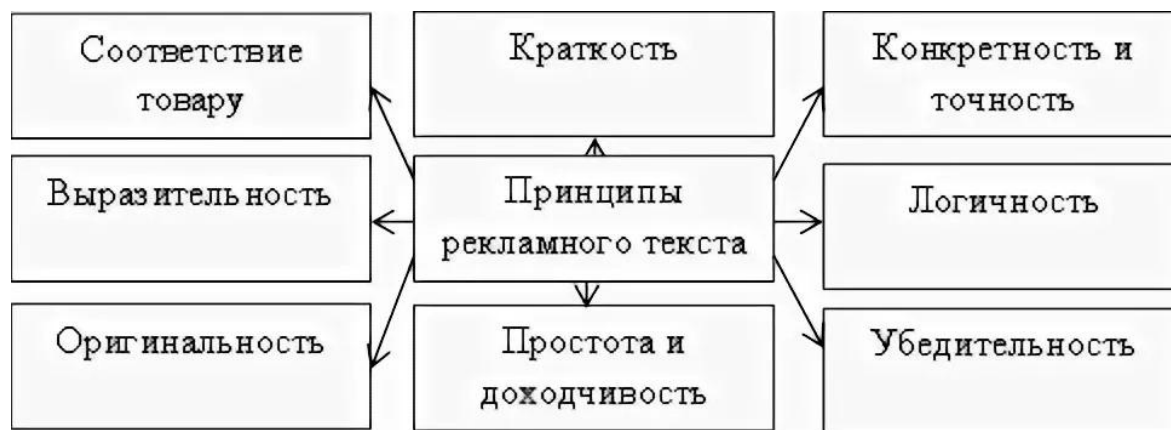 Соответствие
товару
Краткость
Конкретность и
точность
Выразительность
Принципы
рекламного текста
Логичность
Оригинальность
Простота и
доходчивость
Убедительность